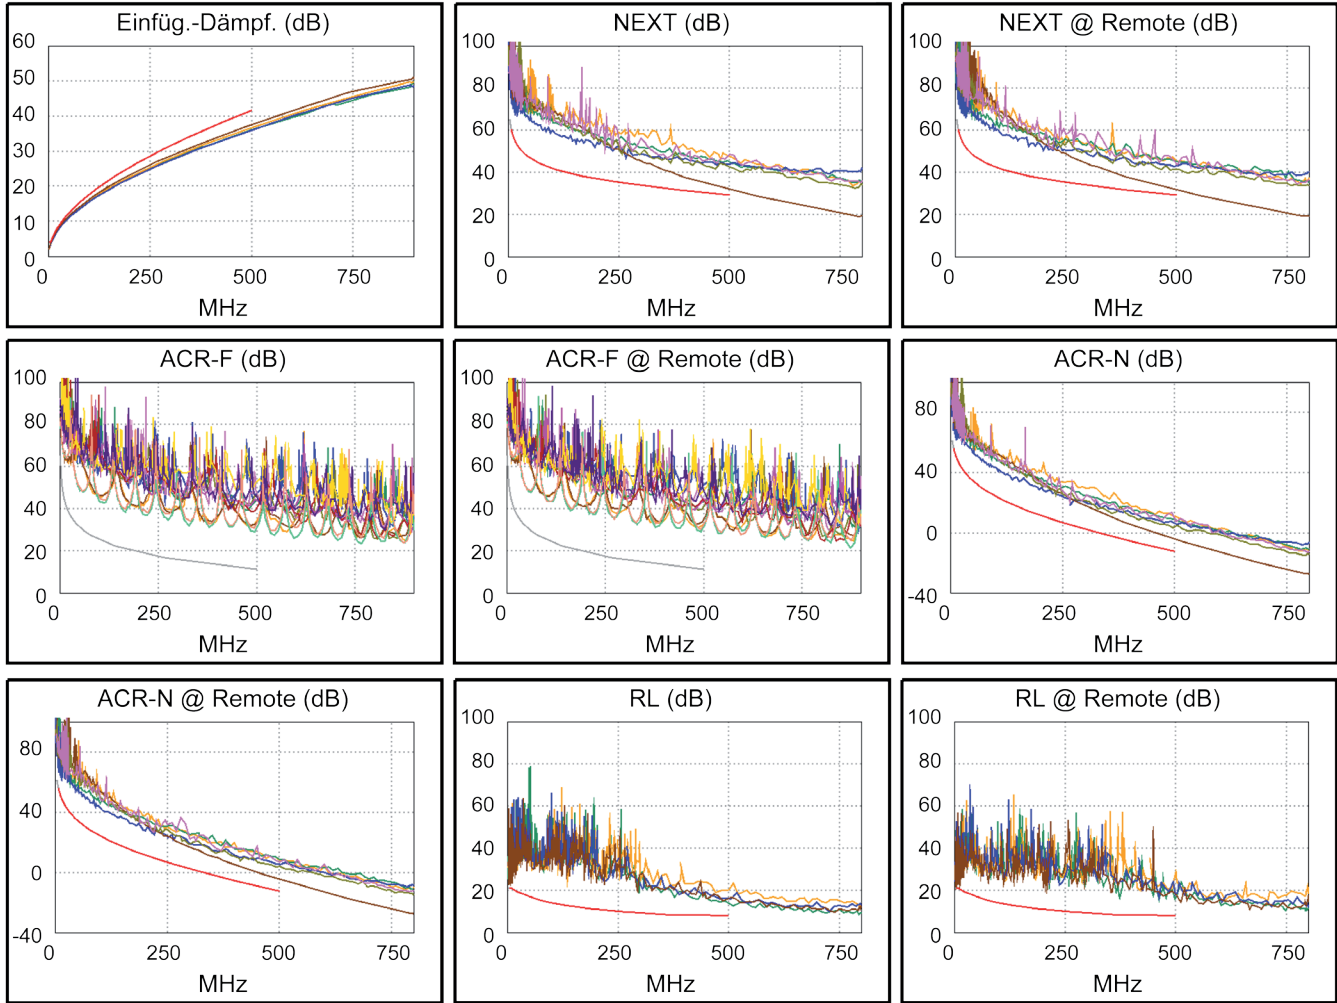 Einfüg.-Dämpf. (dB)
60
50
40
30
20
10
0
0 250 500 750
MHz
NEXT (dB)
100
80
60
40
20
0
0 250 500 750
MHz
NEXT @ Remote (dB)
100
80
60
40
20
0
0 250 500 750
MHz
ACR-F (dB)
100
80
60
40
20
0
0 250 500 750
MHz
ACR-F @ Remote (dB)
100
80
60
40
20
0
0 250 500 750
MHz
ACR-N (dB)
80
40
0
-40
0 250 500 750
MHz
ACR-N @ Remote (dB)
80
40
0
-40
0 250 500 750
MHz
RL (dB)
100
80
60
40
20
0
0 250 500 750
MHz
RL @ Remote (dB)
100
80
60
40
20
0
0 250 500 750
MHz